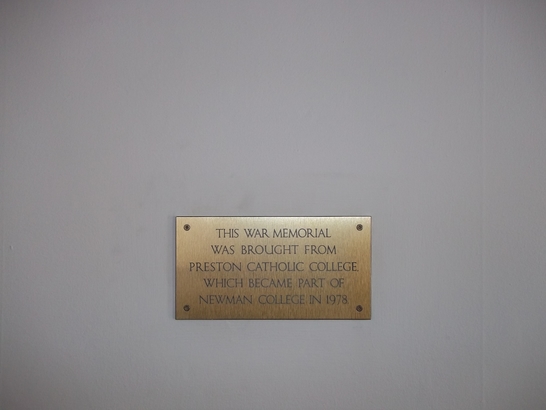 THIS WAR MEMORIAL
WAS BROUGHT FROM
PRESTON CATHOLIC COLLEGE
WHICH BECAME PART OF
NEWMAN COLLEGE IN 1978